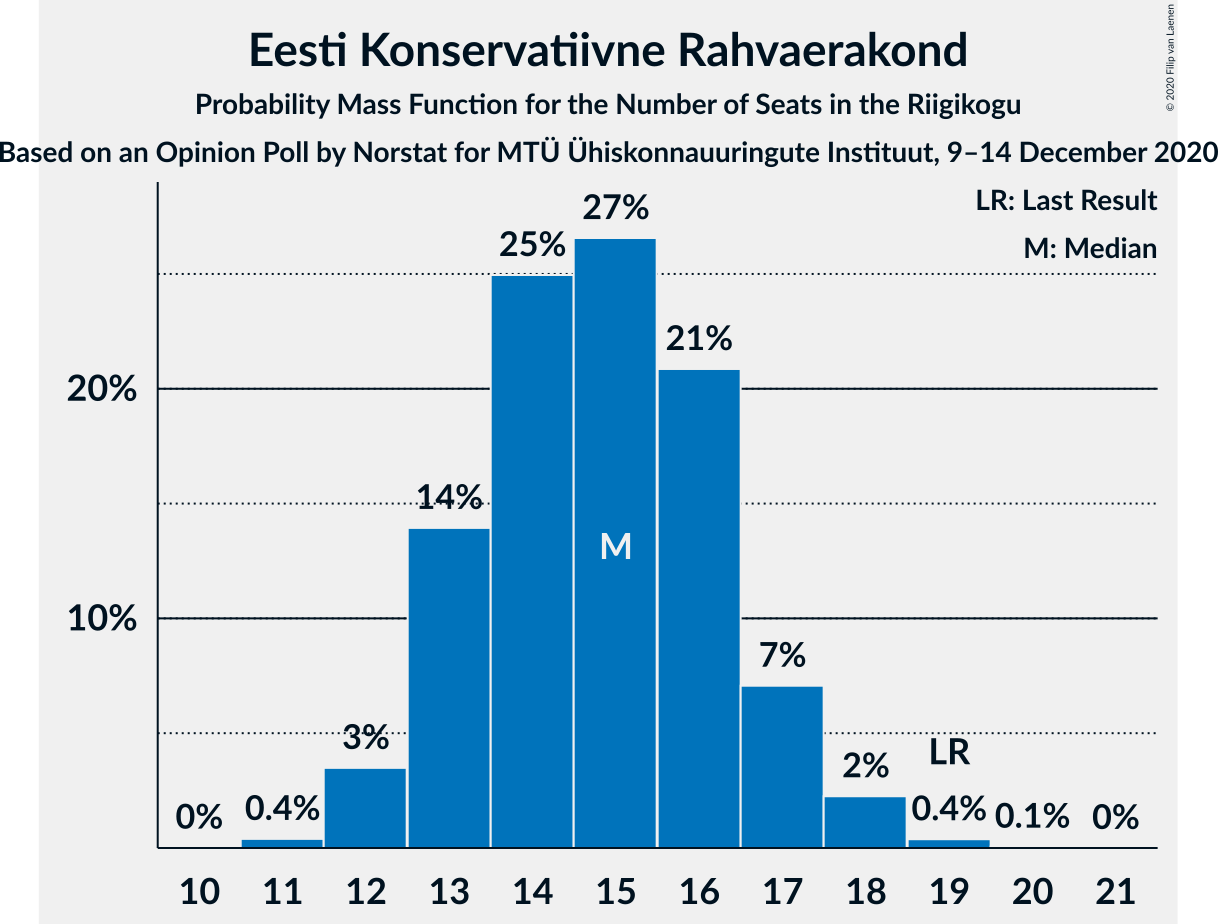 Eesti Konservatiivne Rahvaerakond
Probability Mass Function for the Number of Seats in the Riigikogu
Based on an Opinion Poll by Norstat for MTÜ Ühiskonnauuringute Instituut, 9–14 December 2020
© 2020 Filip van Laenen
LR: Last Result
M: Median
27%
25%
21%
20%
14%
M
10%
7%
3%
LR
2%
0% 0.4% 0.4% 0.1% 0%
10 11 12 13 14 15 16 17 18 19 20 21